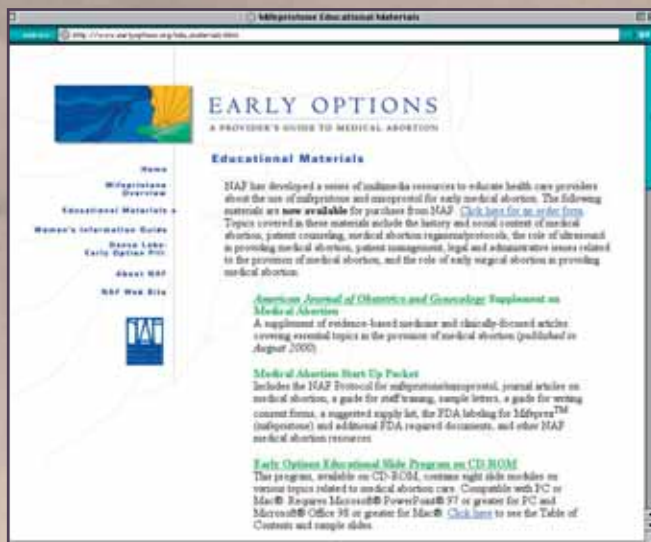 Mifepristone Educational Materials
EARLY OPTIONS
A PROVIDER'S GUIDE TO MEDICAL ABORTION
Educational Materials
Home
Mifepristone
Overview
Educational Materials
Women's Information Guide
Early Option Pill
About NAF
NAF Web Site
NAF has developed a series of multimedia resources to educate health care providers
about the use of mifepristone and misoprostol for early medical abortion. The following
materials are now available for purchase from NAF. Click here for an order form.
Topics covered in these materials include the history and social context of medical
abortion, patient counseling, medical abortion regimens/protocols, the role of ultrasound
in providing medical abortion, patient management, legal and administrative issues related
to the provision of medical abortion, and the role of early surgical abortion in providing
medical abortion.
American Journal of Obstetrics and Gynecology Supplement on
Medical Abortion
A supplement of evidence-based medicine and clinically-focused articles
covering essential topics in the provision of medical abortion (published in
August 2000)
Medical Abortion Start Up Packet
Includes the NAF Protocol for mifepristone/misoprostol, journal articles on
medical abortion, a guide for staff training, sample letters, a guide for writing
consent forms, a suggested supply list, the FDA labeling for Mifeprex™
(mifepristone) and additional FDA required documents, and other NAF
medical abortion resources
Early Options Educational Slide Program on CD-ROM
This program, available on CD-ROM, contains eight slide modules on
various topics related to medical abortion care. Compatible with PC or
Mac®. Requires Microsoft® PowerPoint® 97 or greater for PC and
Microsoft® Office 98 or greater for Mac®. Click here to see the Table of
Contents and sample slides.
NAF